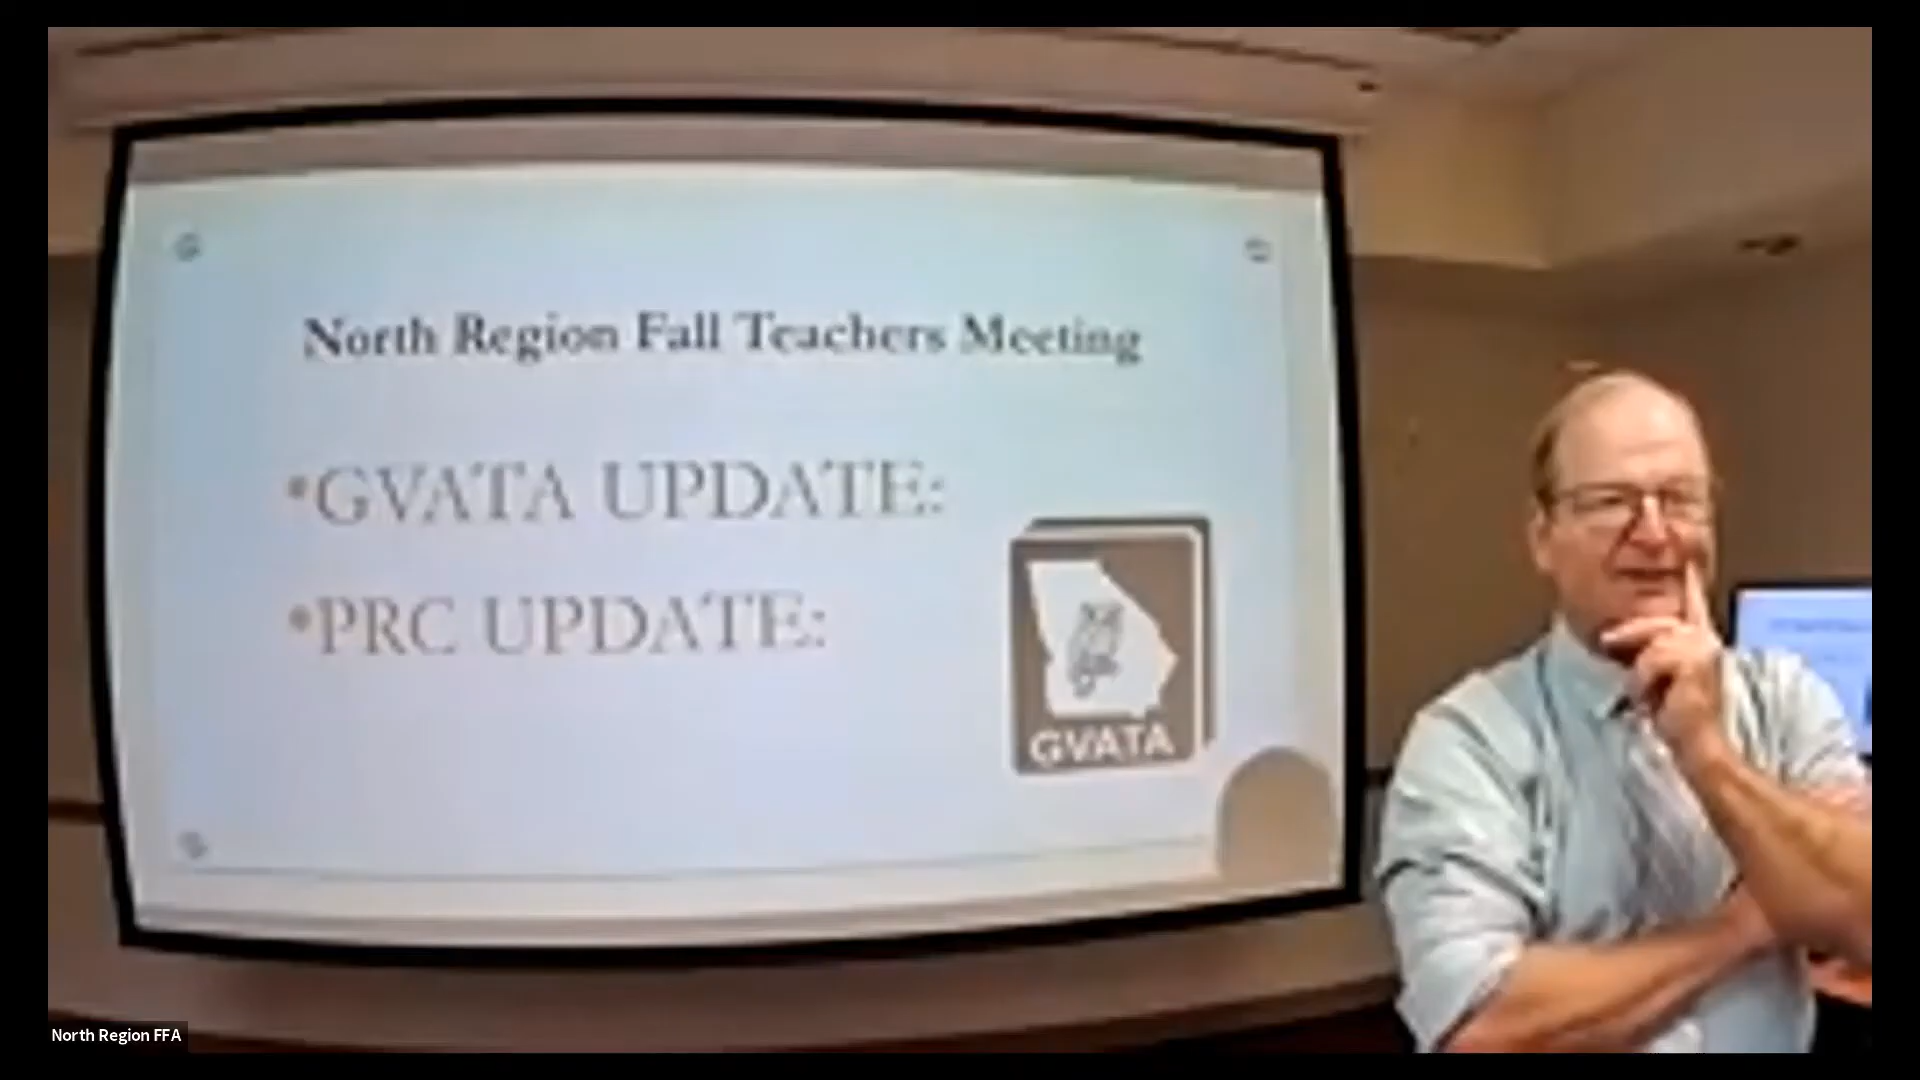 North Region Fall Teachers Meeting
•GVATA UPDATE:
•PRC UPDATE:
GVATA
North Region FFA